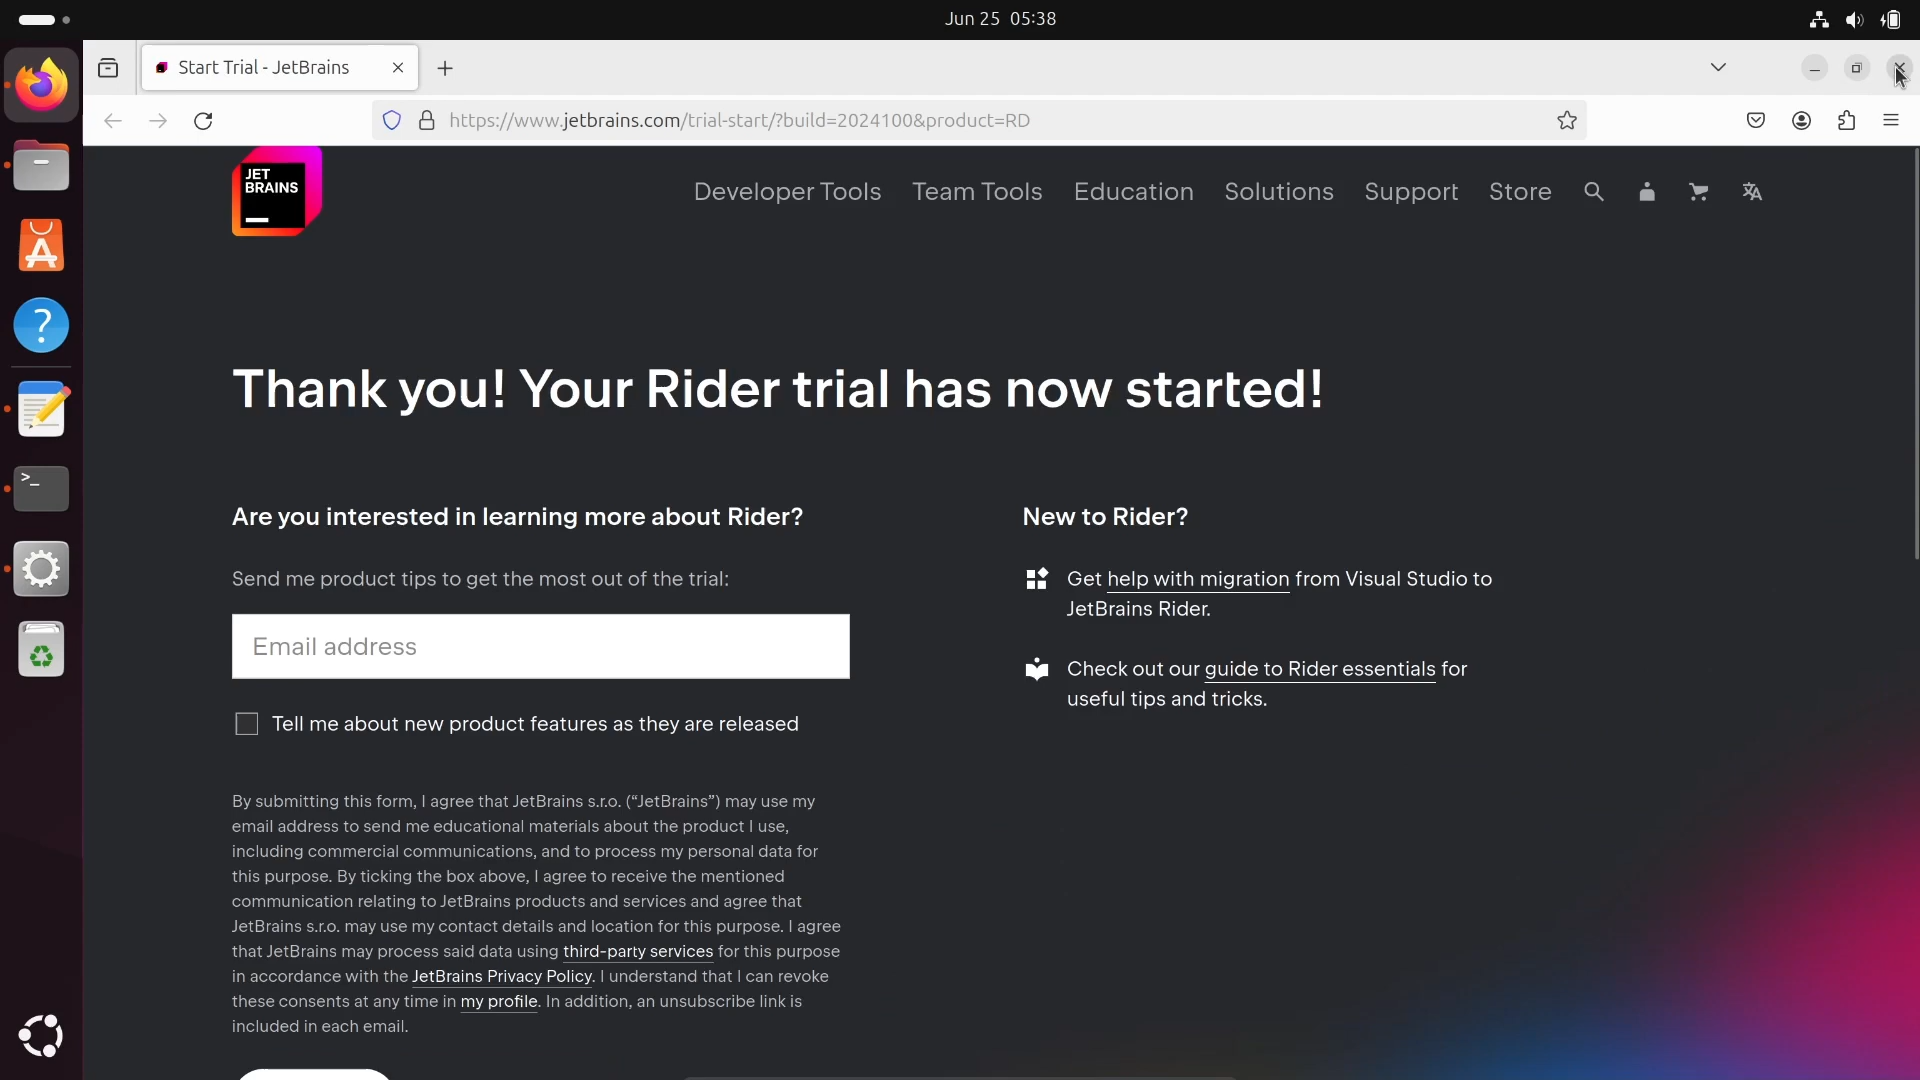 Jun 25 05:38
Start Trial - JetBrains
https://www.jetbrains.com/trial-start/?build=2024100&product=RD
JET
BRAINS
Developer Tools Team Tools Education Solutions Support Store
Thank you! Your Rider trial has now started!
Are you interested in learning more about Rider?
Send me product tips to get the most out of the trial:
Email address
Tell me about new product features as they are released
By submitting this form, I agree that JetBrains s.r.o. (“JetBrains”) may use my
email address to send me educational materials about the product I use,
including commercial communications, and to process my personal data for
this purpose. By ticking the box above, I agree to receive the mentioned
communication relating to JetBrains products and services and agree that
JetBrains s.r.o. may use my contact details and location for this purpose. I agree
that JetBrains may process said data using third-party services for this purpose
in accordance with the JetBrains Privacy Policy. I understand that I can revoke
these consents at any time in my profile. In addition, an unsubscribe link is
included in each email.
New to Rider?
Get help with migration from Visual Studio to
JetBrains Rider.
Check out our guide to Rider essentials for
useful tips and tricks.